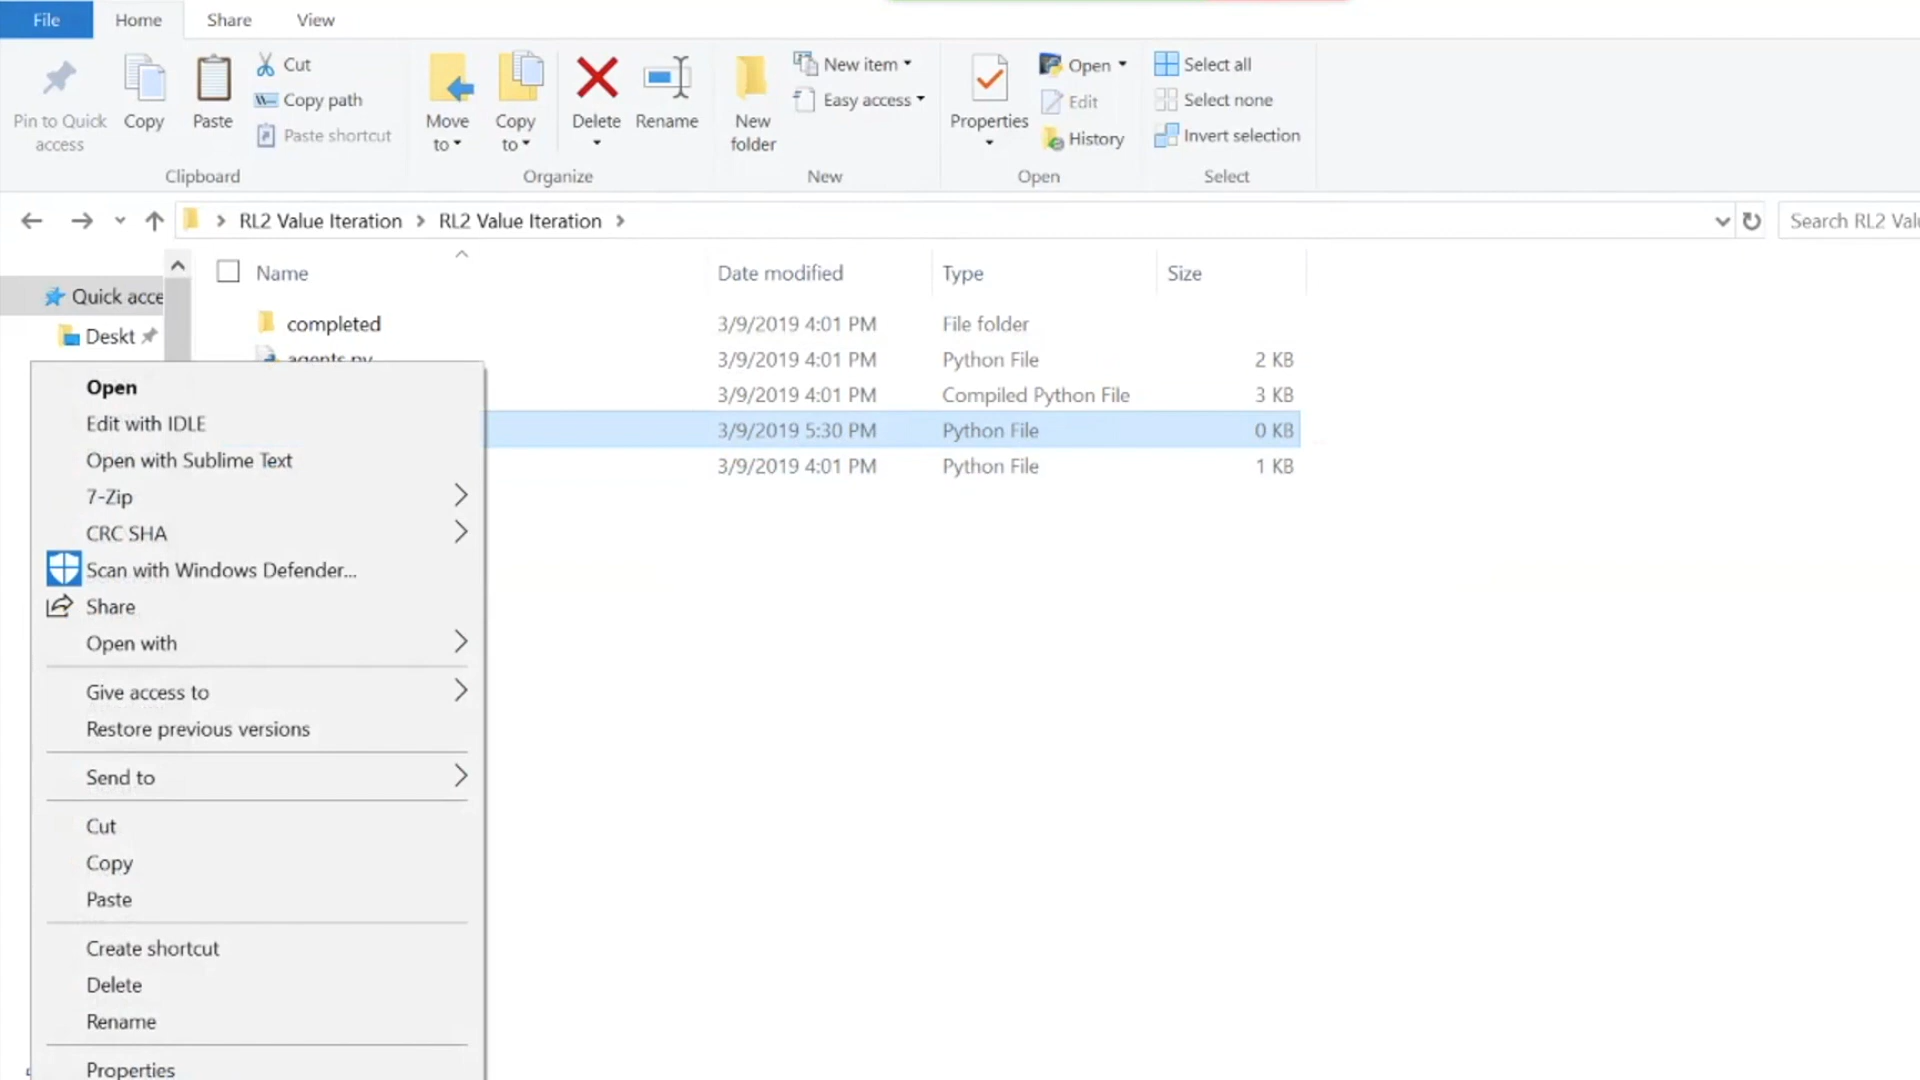 File Home Share View
Pin to Quick access
Copy
Paste
Cut
Copy path
Paste shortcut
Clipboard
Move to
Copy to
Delete
Rename
Organize
New folder
New item
Easy access
New
Properties
Open
Edit
History
Open
Select all
Select none
Invert selection
Select
RL2 Value Iteration RL2 Value Iteration
Search RL2 Valu
Name Date modified Type Size
Quick acce
Deskt
completed 3/9/2019 4:01 PM File folder
agents.py 3/9/2019 4:01 PM Python File 2 KB
3/9/2019 4:01 PM Compiled Python File 3 KB
3/9/2019 5:30 PM Python File 0 KB
3/9/2019 4:01 PM Python File 1 KB
Open
Edit with IDLE
Open with Sublime Text
7-Zip
CRC SHA
Scan with Windows Defender...
Share
Open with
Give access to
Restore previous versions
Send to
Cut
Copy
Paste
Create shortcut
Delete
Rename
Properties